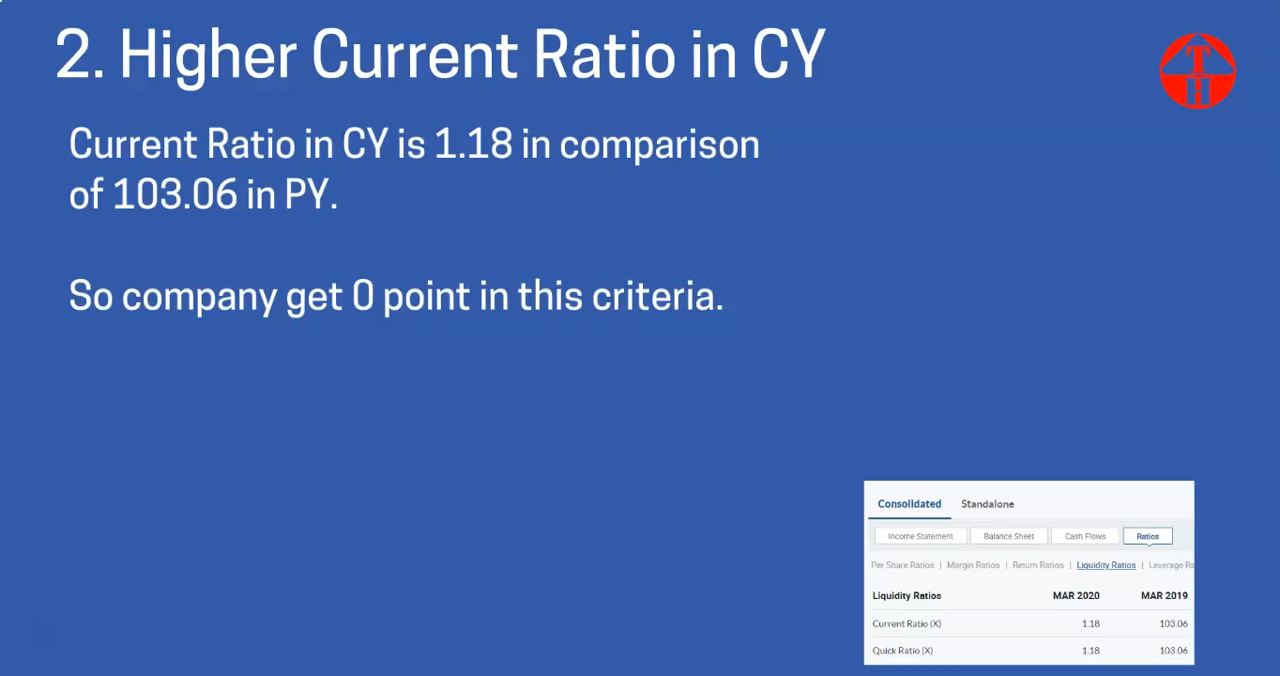 2. Higher Current Ratio in CY
T
H
Current Ratio in CY is 1.18 in comparison
of 103.06 in PY.
So company get 0 point in this criteria.
Consolidated Standalone
Income Statement Balance Sheet Cash Flows Ratios
Per Share Ratios | Margin Ratios | Return Ratios | Liquidity Ratios | Leverage Ra
Liquidity Ratios MAR 2020 MAR 2019
Current Ratio (X) 1.18 103.06
Quick Ratio (X) 1.18 103.06